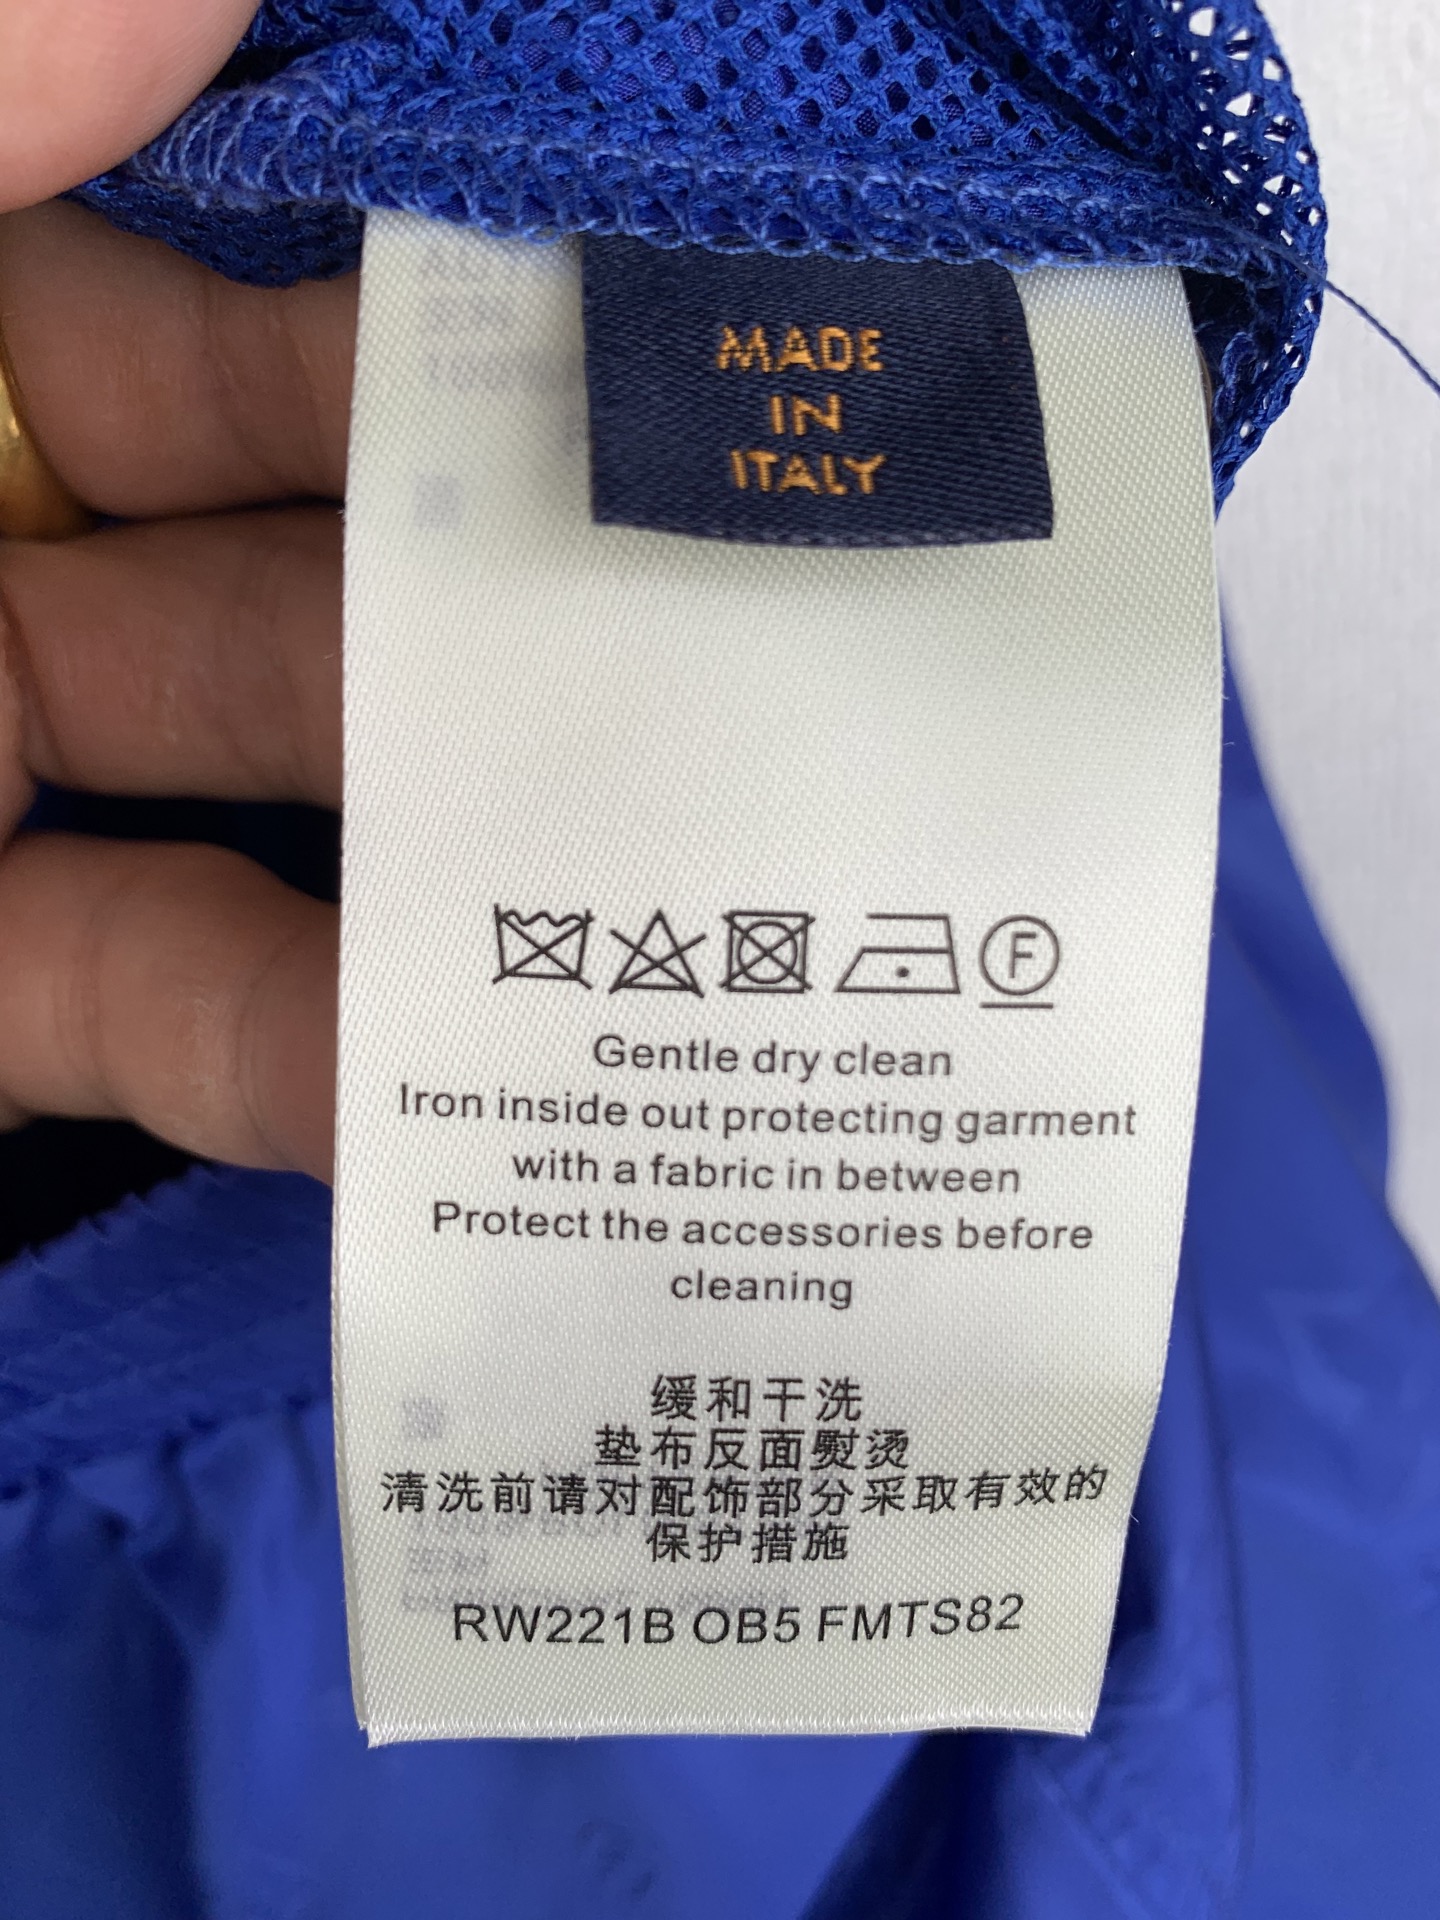 MADE
IN
ITALY
F
Gentle dry clean
Iron inside out protecting garment
with a fabric in between
Protect the accessories before
cleaning
缓和干洗
垫布反面熨烫
清洗前请对配饰部分采取有效的
保护措施
RW221B OB5 FMTS82